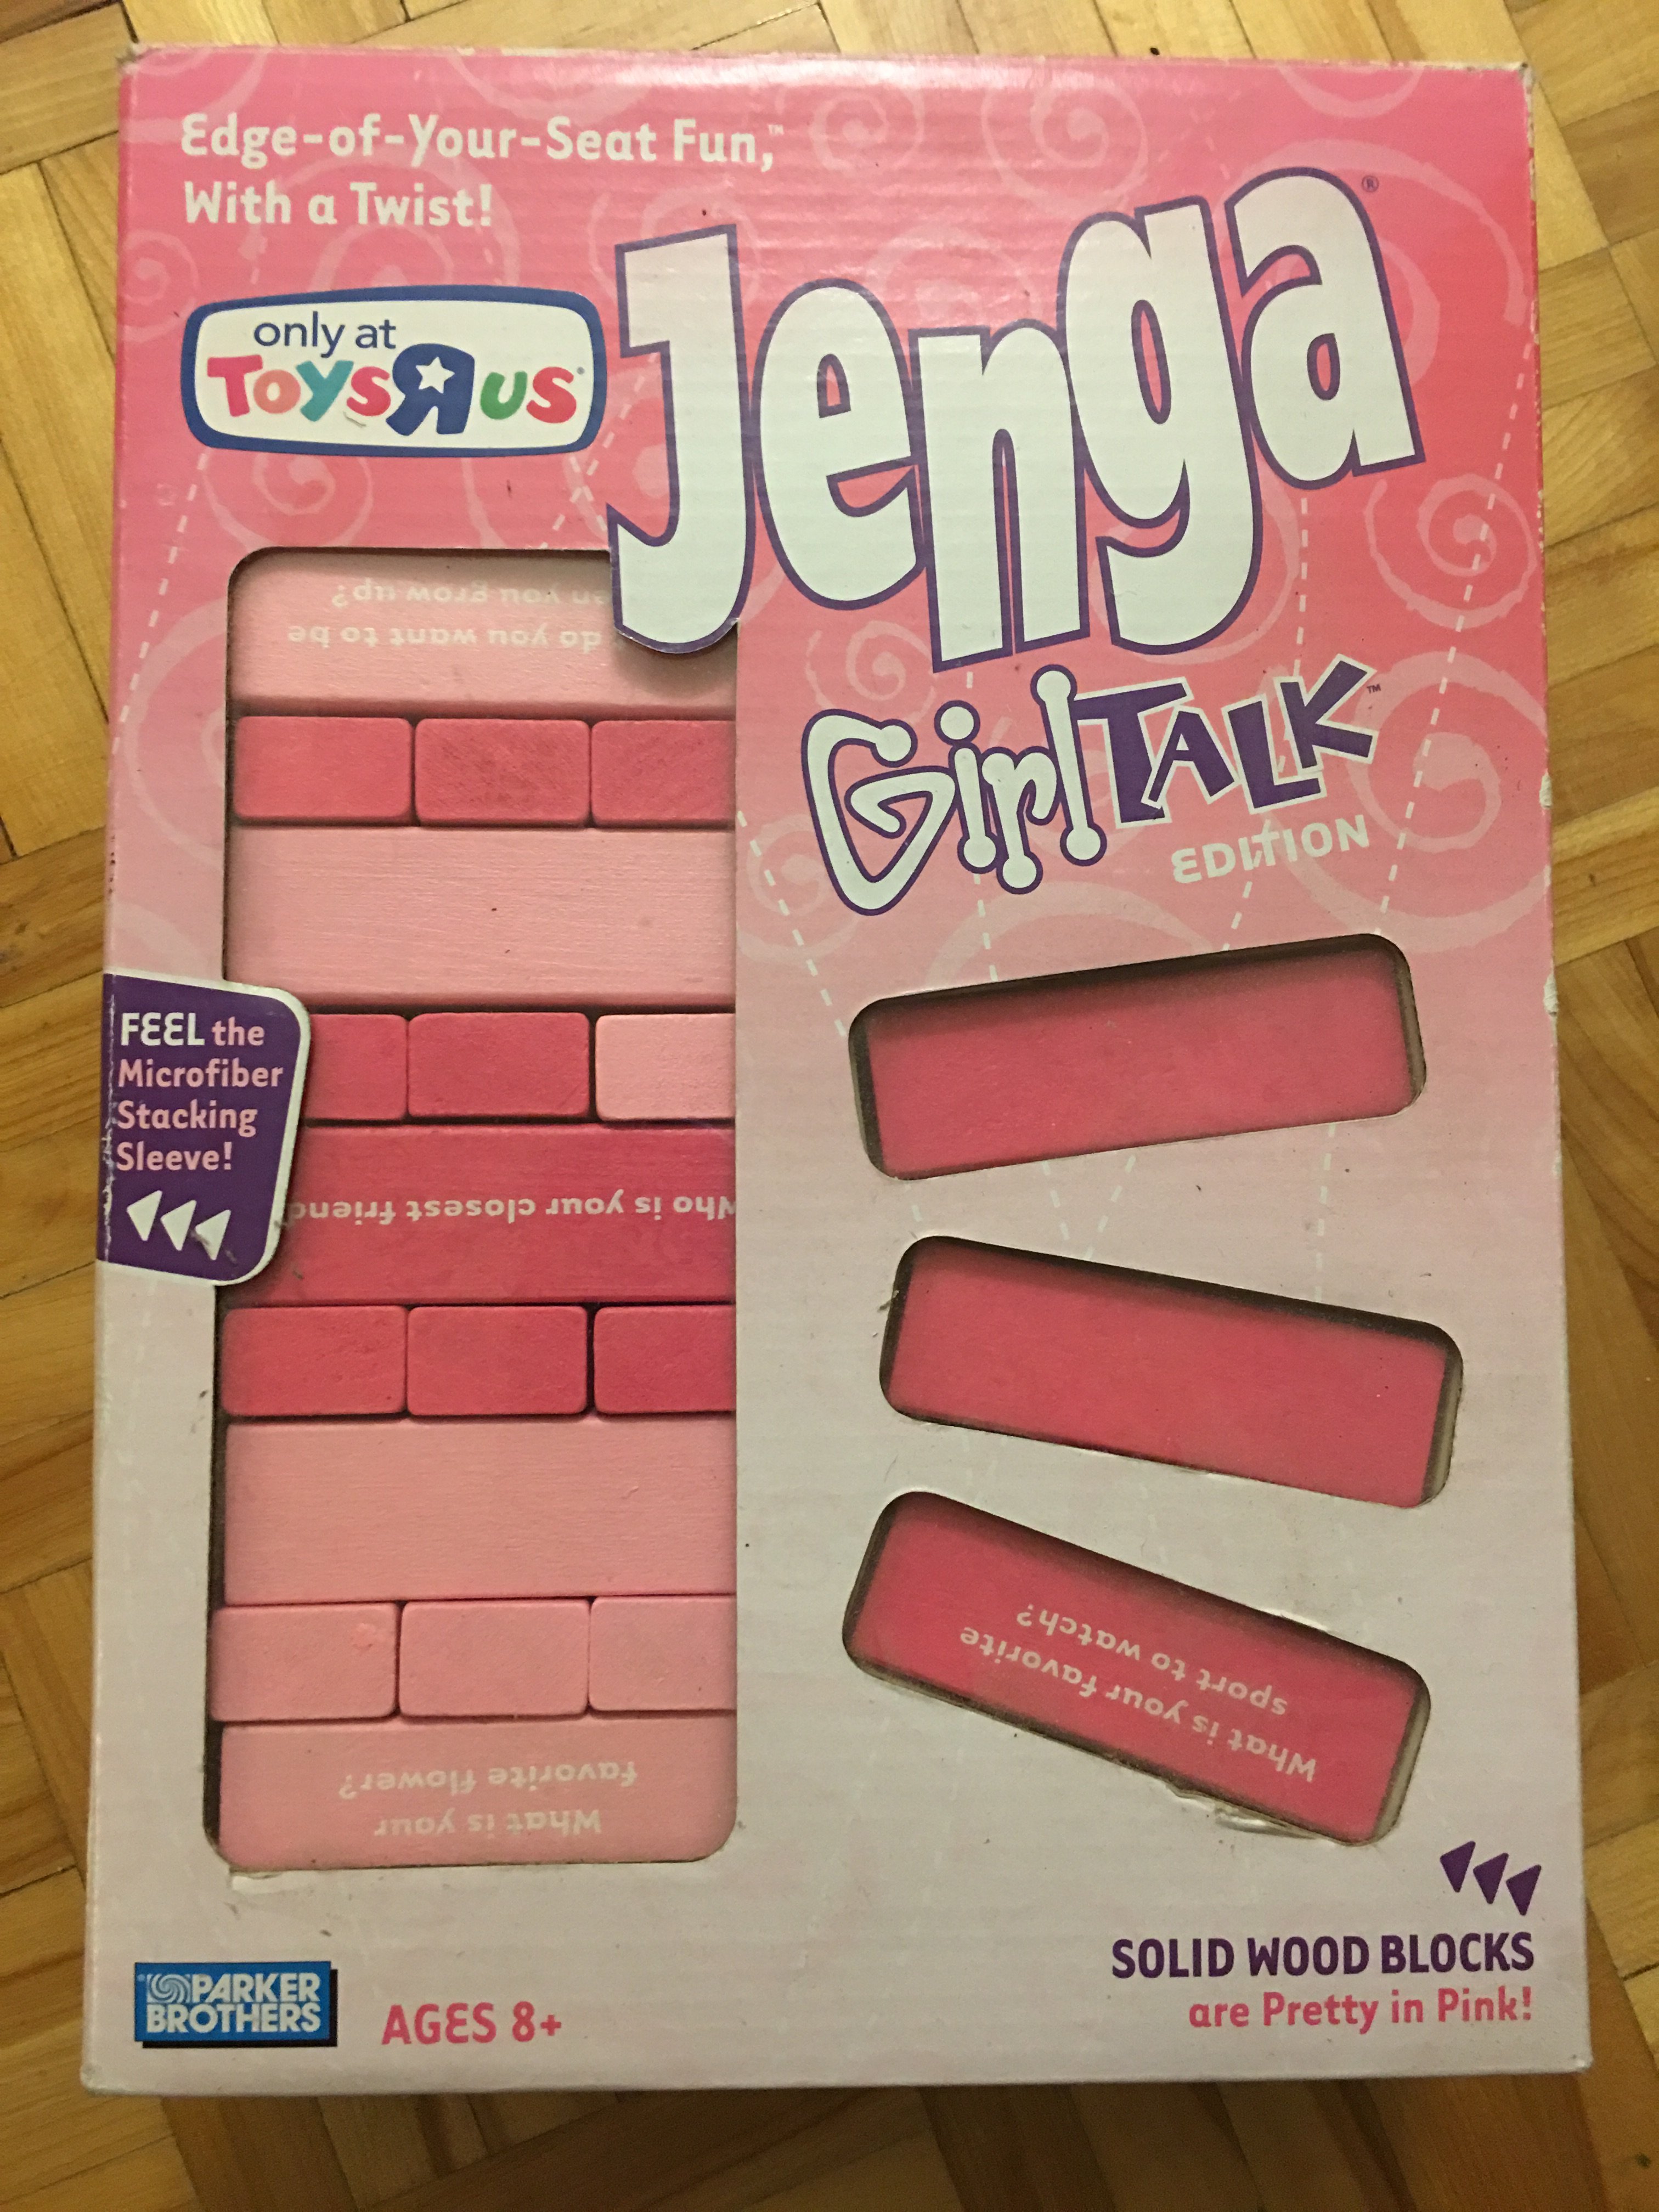 Edge-of-Your-Seat Fun,™
With a Twist!
only at
ToysЯus®
Jenga®
GirlTALK™
EDITION
do you want to be
you grow up?
FEEL the
Microfiber
Stacking
Sleeve!
Who is your closest friend
What is your favorite
sport to watch?
What is your
favorite flower?
SOLID WOOD BLOCKS
are Pretty in Pink!
PARKER
BROTHERS
AGES 8+